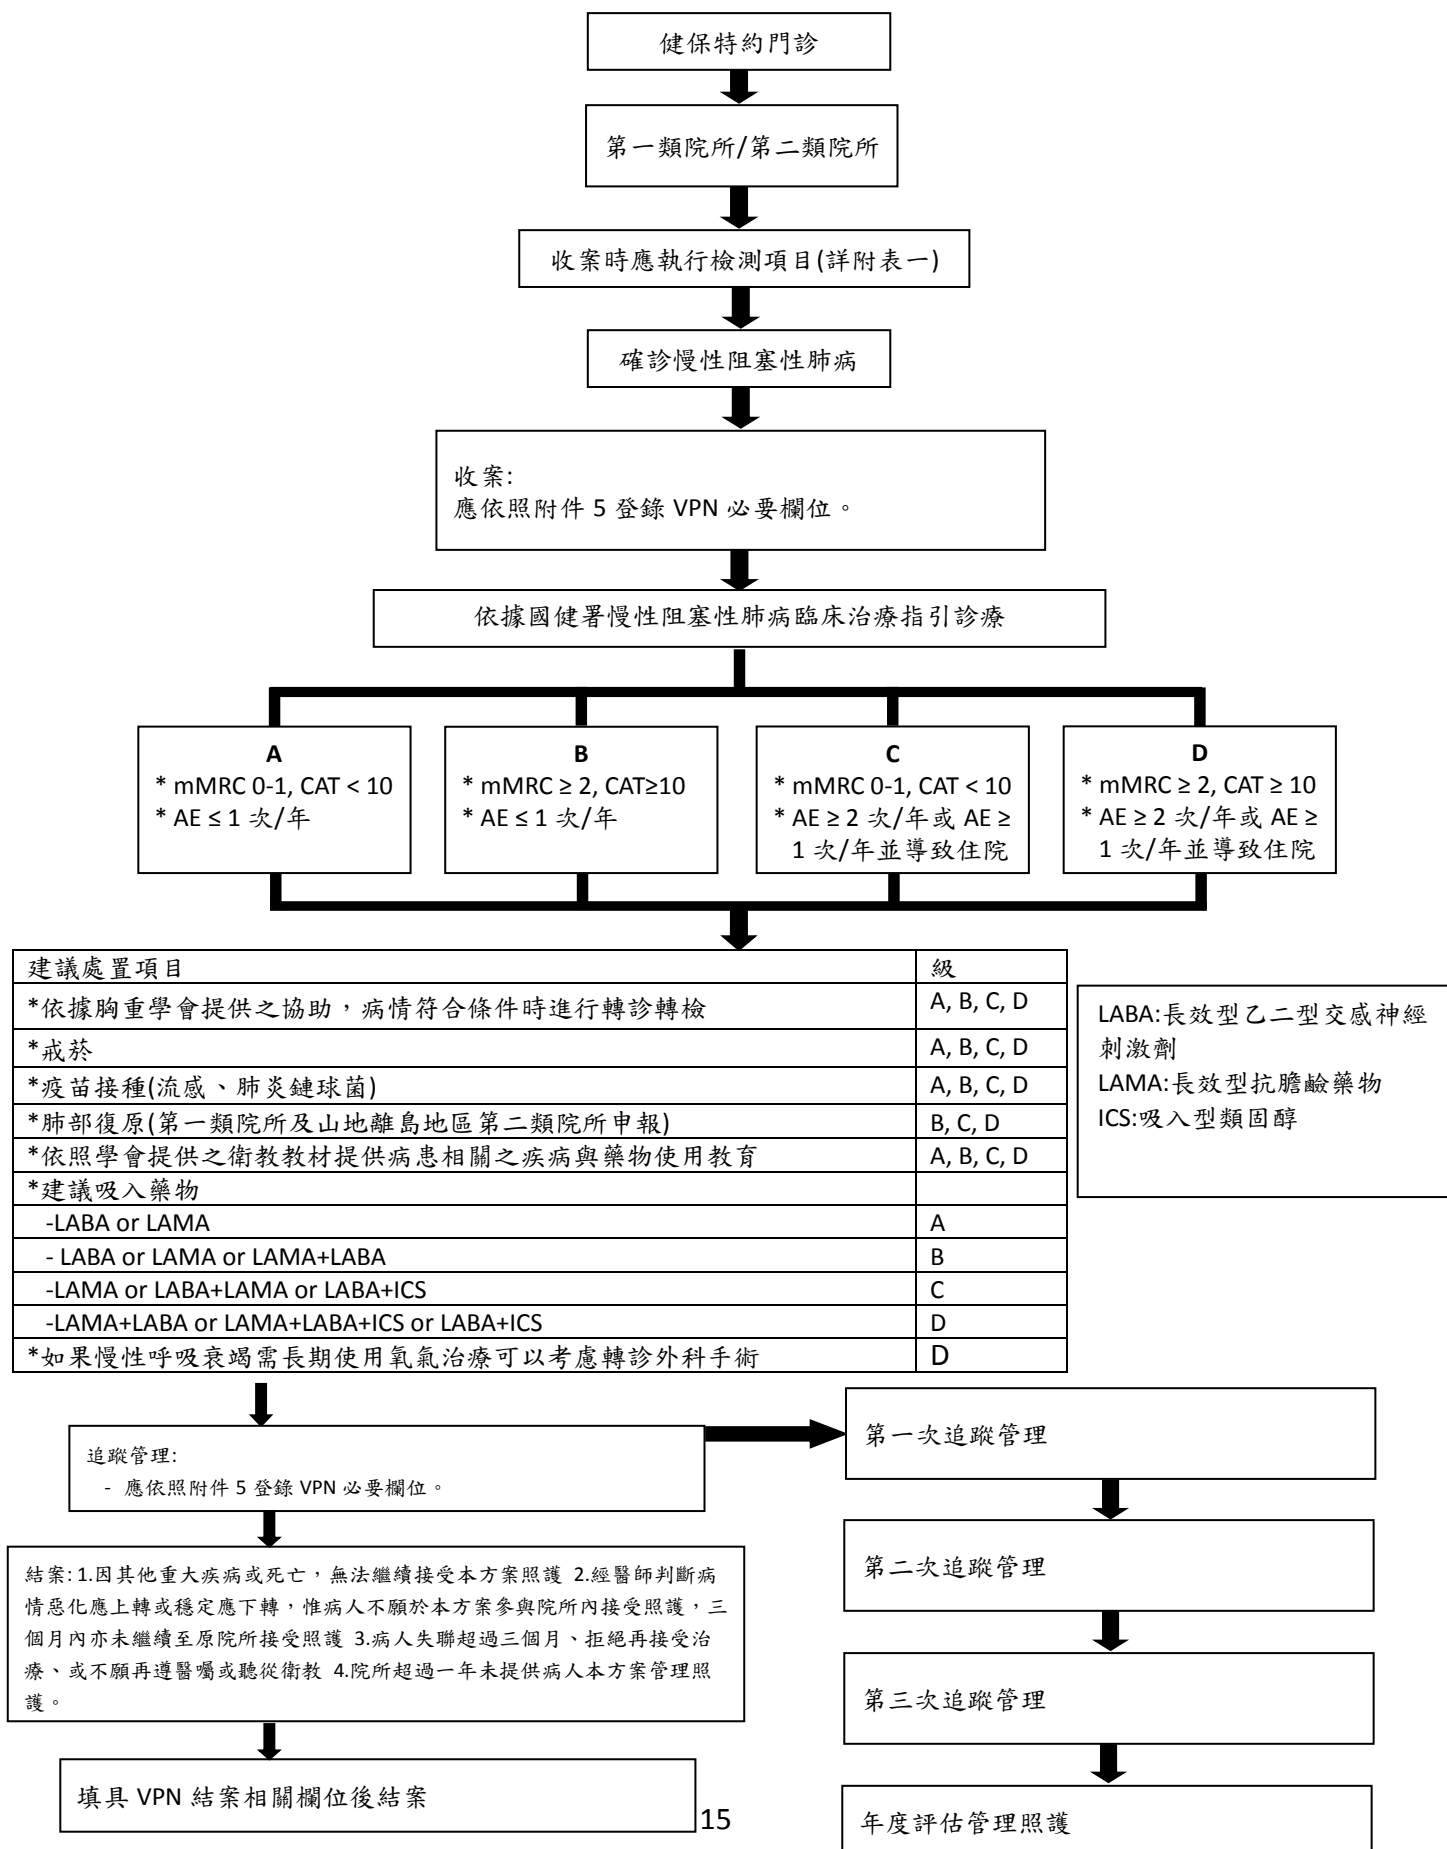 健保特約門診
第一類院所/第二類院所
收案時應執行檢測項目(詳附表一)
確診慢性阻塞性肺病
收案:
應依照附件 5 登錄 VPN 必要欄位。
依據國健署慢性阻塞性肺病臨床治療指引診療
A
* mMRC 0-1, CAT < 10
* AE ≤ 1 次/年
B
* mMRC ≥ 2, CAT≥10
* AE ≤ 1 次/年
C
* mMRC 0-1, CAT < 10
* AE ≥ 2 次/年或 AE ≥
1 次/年並導致住院
D
* mMRC ≥ 2, CAT ≥ 10
* AE ≥ 2 次/年或 AE ≥
1 次/年並導致住院
建議處置項目 級
*依據胸重學會提供之協助，病情符合條件時進行轉診轉檢 A, B, C, D
*戒菸 A, B, C, D
*疫苗接種(流感、肺炎鏈球菌) A, B, C, D
*肺部復原(第一類院所及山地離島地區第二類院所申報) B, C, D
*依照學會提供之衛教教材提供病患相關之疾病與藥物使用教育 A, B, C, D
*建議吸入藥物
-LABA or LAMA A
- LABA or LAMA or LAMA+LABA B
-LAMA or LABA+LAMA or LABA+ICS C
-LAMA+LABA or LAMA+LABA+ICS or LABA+ICS D
*如果慢性呼吸衰竭需長期使用氧氣治療可以考慮轉診外科手術 D
LABA:長效型乙二型交感神經
刺激劑
LAMA:長效型抗膽鹼藥物
ICS:吸入型類固醇
追蹤管理:
- 應依照附件 5 登錄 VPN 必要欄位。
結案: 1.因其他重大疾病或死亡，無法繼續接受本方案照護 2.經醫師判斷病
情惡化應上轉或穩定應下轉，惟病人不願於本方案參與院所內接受照護，三
個月內亦未繼續至原院所接受照護 3.病人失聯超過三個月、拒絕再接受治
療、或不願再遵醫囑或聽從衛教 4.院所超過一年未提供病人本方案管理照
護。
填具 VPN 結案相關欄位後結案
第一次追蹤管理
第二次追蹤管理
第三次追蹤管理
年度評估管理照護
15